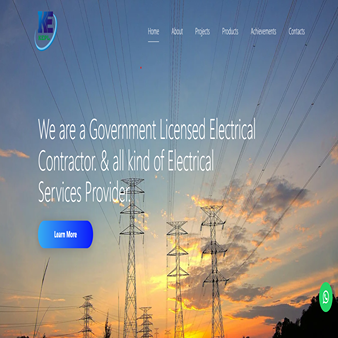 NE
Home About Projects Products Achievements Contacts
We are a Government Licensed Electrical
Contractor. & all kind of Electrical
Services Provider.
Learn More